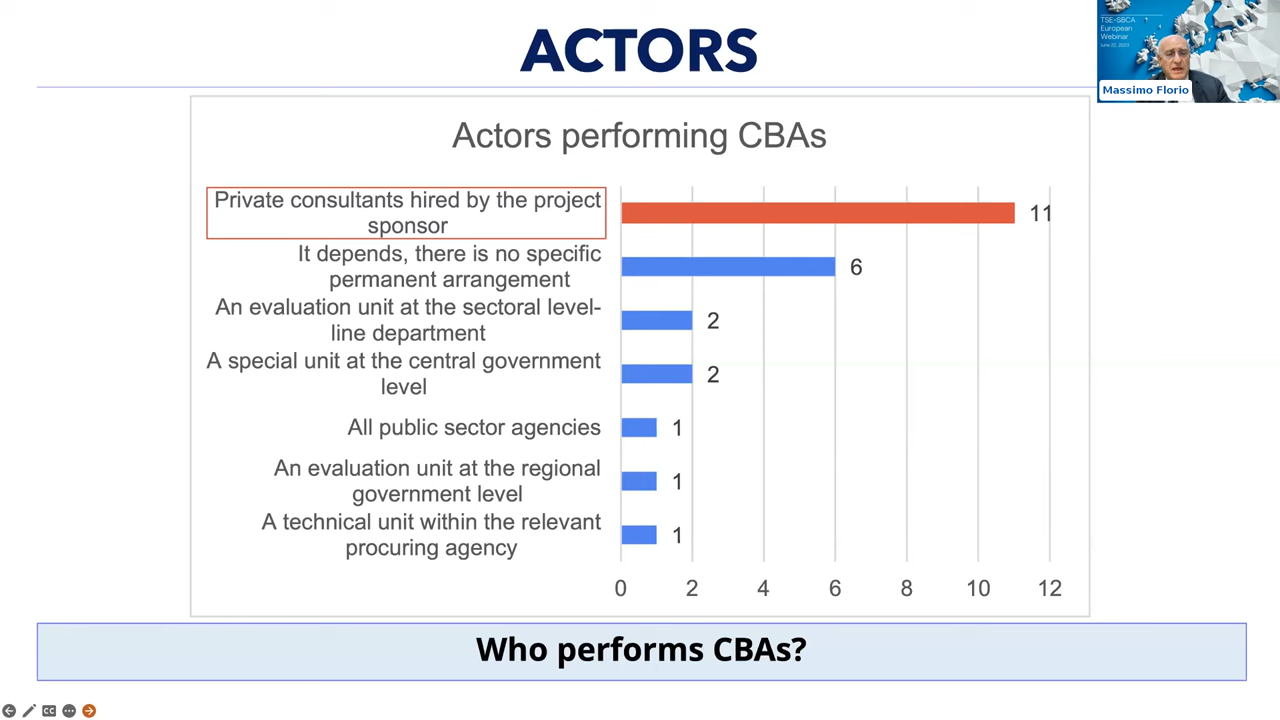 ACTORS
TSE-SBCA
European
Webinar
June 22, 2023
Massimo Florio
Actors performing CBAs
Private consultants hired by the project
sponsor
11
It depends, there is no specific
permanent arrangement
6
An evaluation unit at the sectoral level-
line department
2
A special unit at the central government
level
2
All public sector agencies
1
An evaluation unit at the regional
government level
1
A technical unit within the relevant
procuring agency
1
0 2 4 6 8 10 12
Who performs CBAs?
CC